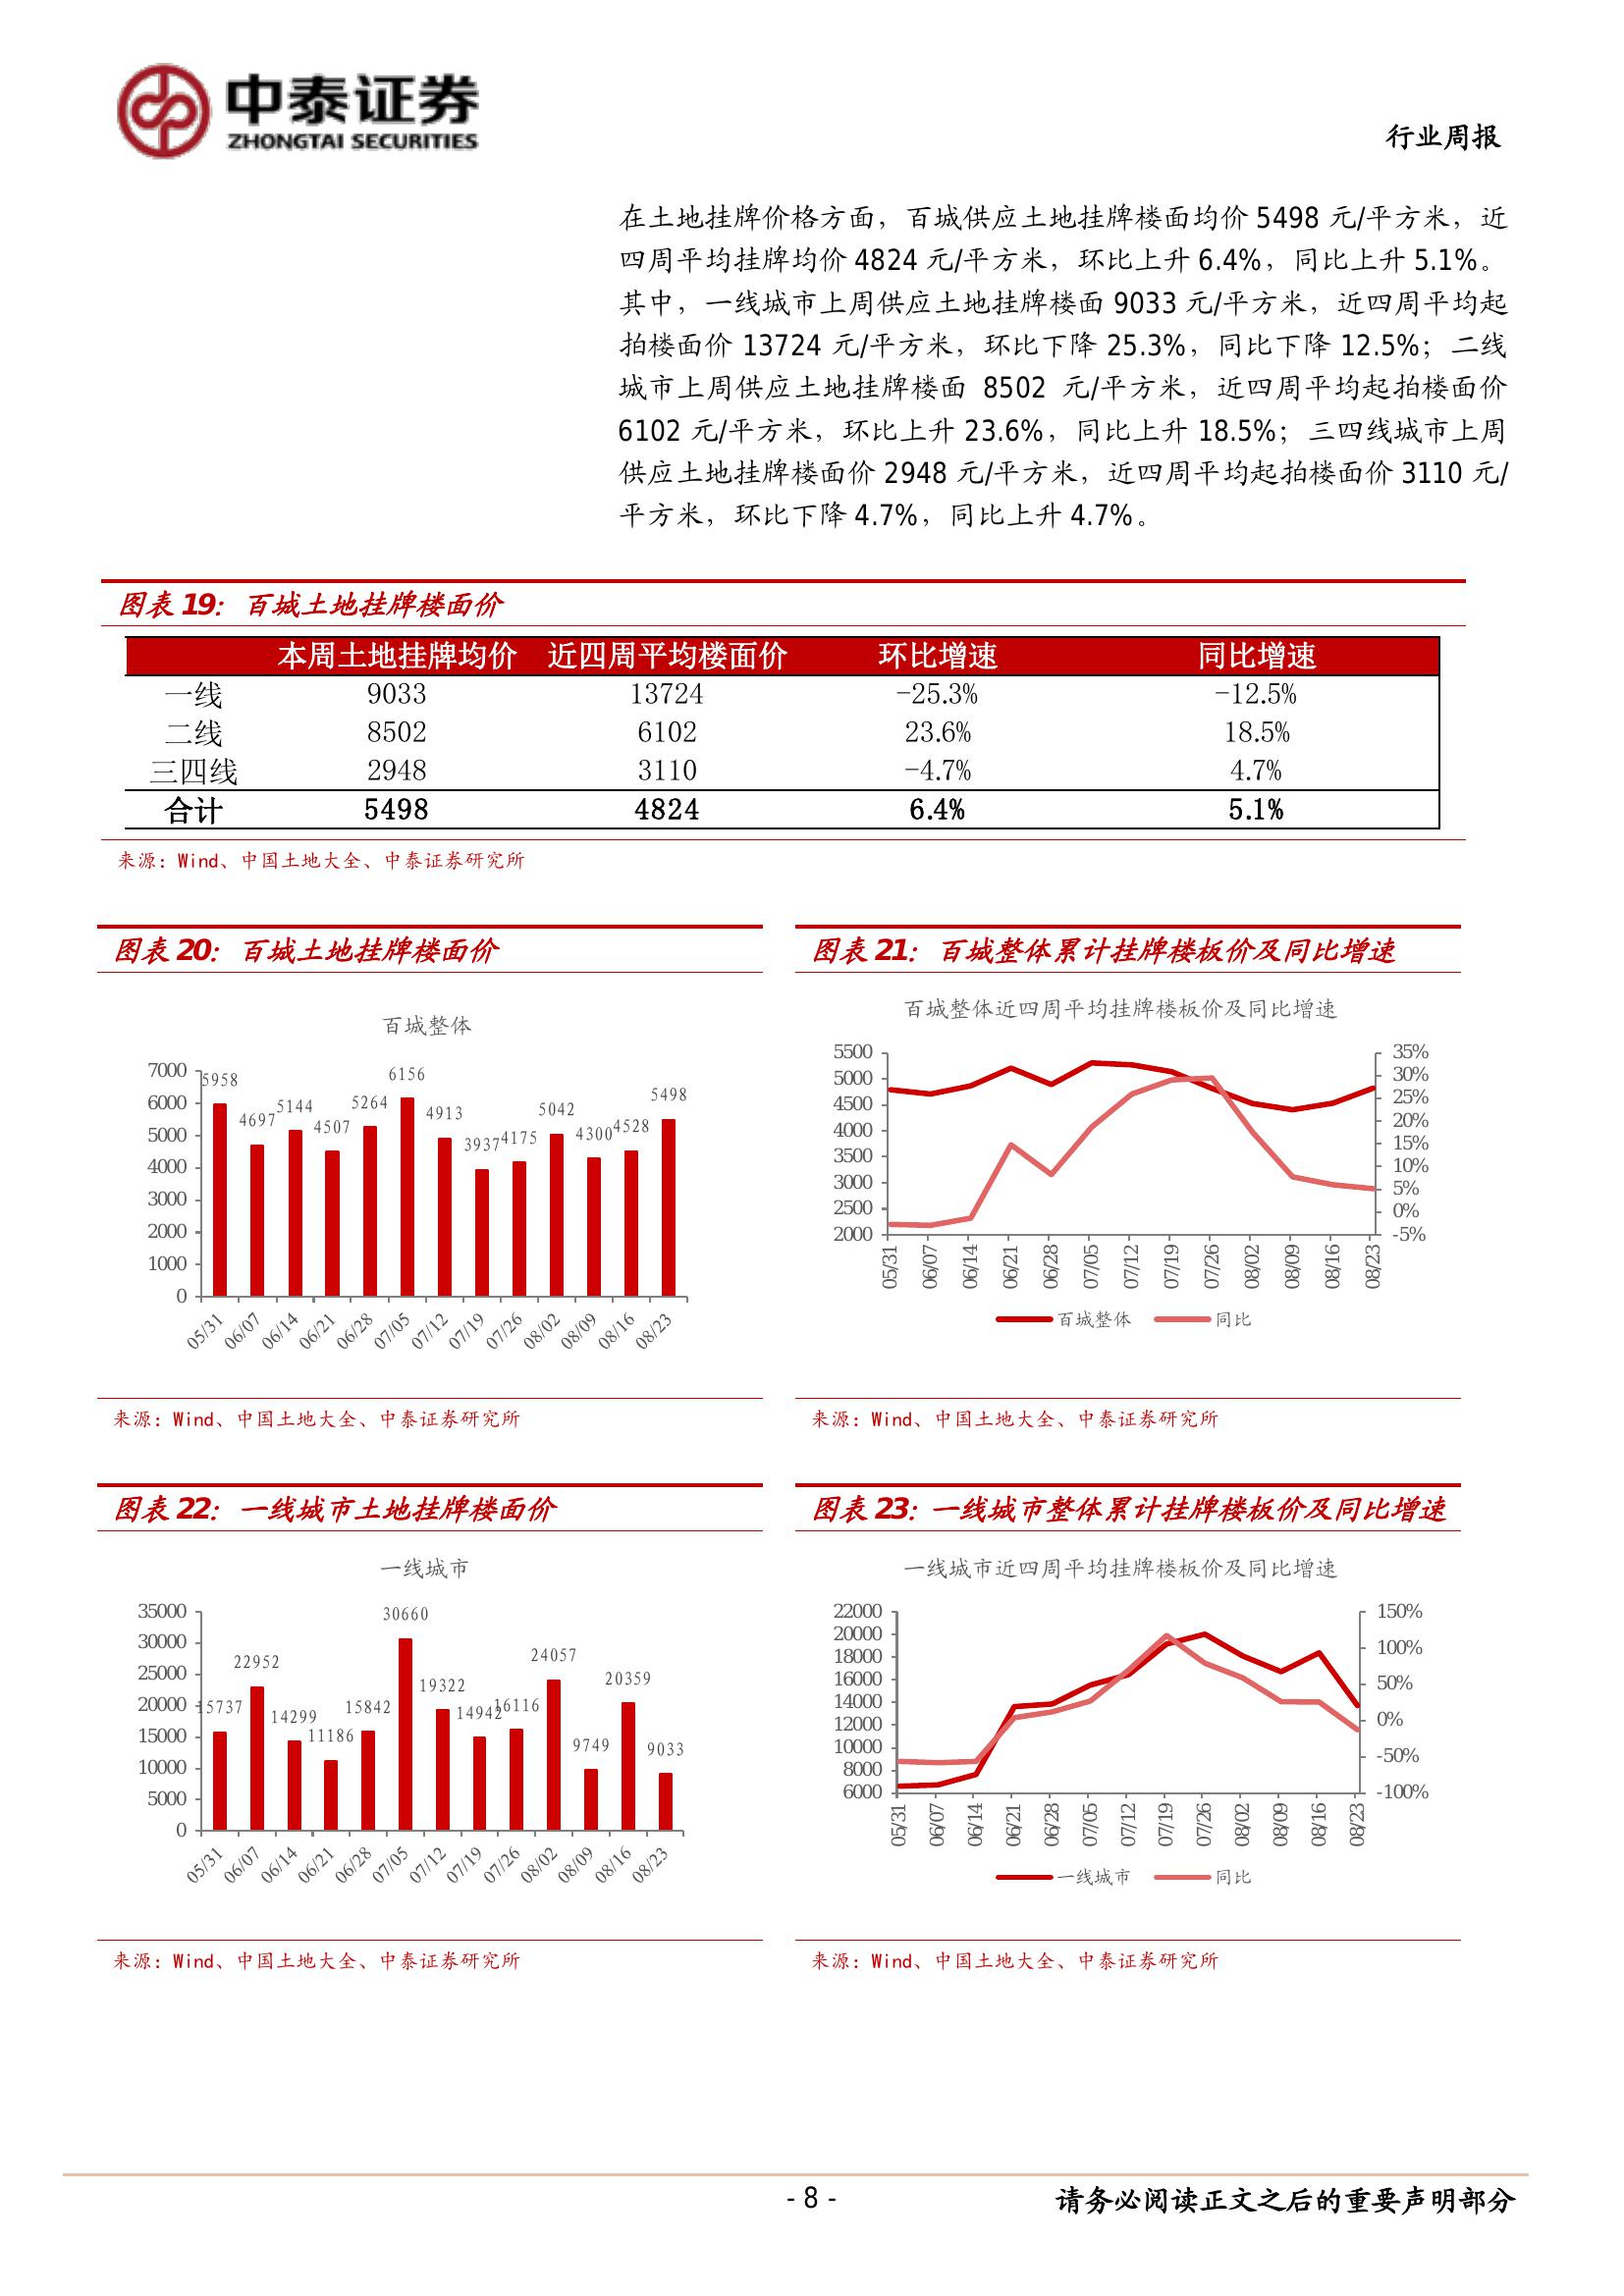 中泰证券
ZHONGTAI SECURITIES
行业周报
在土地挂牌价格方面，百城供应土地挂牌楼面均价 5498 元/平方米，近
四周平均挂牌均价 4824 元/平方米，环比上升 6.4%，同比上升 5.1%。
其中，一线城市上周供应土地挂牌楼面 9033 元/平方米，近四周平均起
拍楼面价 13724 元/平方米，环比下降 25.3%，同比下降 12.5%；二线
城市上周供应土地挂牌楼面 8502 元/平方米，近四周平均起拍楼面价
6102 元/平方米，环比上升 23.6%，同比上升 18.5%；三四线城市上周
供应土地挂牌楼面价 2948 元/平方米，近四周平均起拍楼面价 3110 元/
平方米，环比下降 4.7%，同比上升 4.7%。
图表 19： 百城土地挂牌楼面价
本周土地挂牌均价 近四周平均楼面价 环比增速 同比增速
一线 9033 13724 -25.3% -12.5%
二线 8502 6102 23.6% 18.5%
三四线 2948 3110 -4.7% 4.7%
合计 5498 4824 6.4% 5.1%
来源：Wind、中国土地大全、中泰证券研究所
图表 20： 百城土地挂牌楼面价
百城整体
7000
6000
5000
4000
3000
2000
1000
0
5958 4697 5144 4507 5264 6156 4913 3937 4175 5042 4300 4528 5498
05/31 06/07 06/14 06/21 06/28 07/05 07/12 07/19 07/26 08/02 08/09 08/16 08/23
来源：Wind、中国土地大全、中泰证券研究所
图表 21： 百城整体累计挂牌楼板价及同比增速
百城整体近四周平均挂牌楼板价及同比增速
5500
5000
4500
4000
3500
3000
2500
2000
35%
30%
25%
20%
15%
10%
5%
0%
-5%
05/31 06/07 06/14 06/21 06/28 07/05 07/12 07/19 07/26 08/02 08/09 08/16 08/23
百城整体 同比
来源：Wind、中国土地大全、中泰证券研究所
图表 22： 一线城市土地挂牌楼面价
一线城市
35000
30000
25000
20000
15000
10000
5000
0
15737 22952 14299 11186 15842 30660 19322 14942 16116 24057 9749 20359 9033
05/31 06/07 06/14 06/21 06/28 07/05 07/12 07/19 07/26 08/02 08/09 08/16 08/23
来源：Wind、中国土地大全、中泰证券研究所
图表 23：一线城市整体累计挂牌楼板价及同比增速
一线城市近四周平均挂牌楼板价及同比增速
22000
20000
18000
16000
14000
12000
10000
8000
6000
150%
100%
50%
0%
-50%
-100%
05/31 06/07 06/14 06/21 06/28 07/05 07/12 07/19 07/26 08/02 08/09 08/16 08/23
一线城市 同比
来源：Wind、中国土地大全、中泰证券研究所
- 8 -
请务必阅读正文之后的重要声明部分